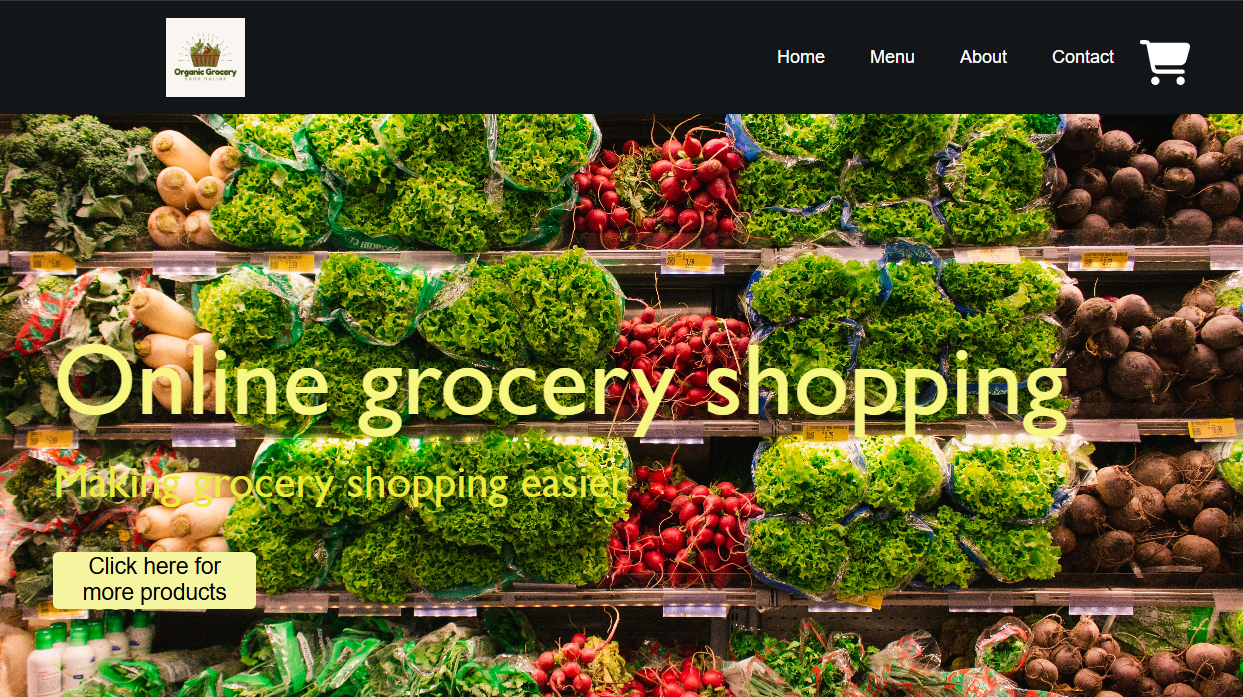 Organic Grocery
SHOP ONLINE
Home
Menu
About
Contact
Online grocery shopping
Making grocery shopping easier
Click here for
more products